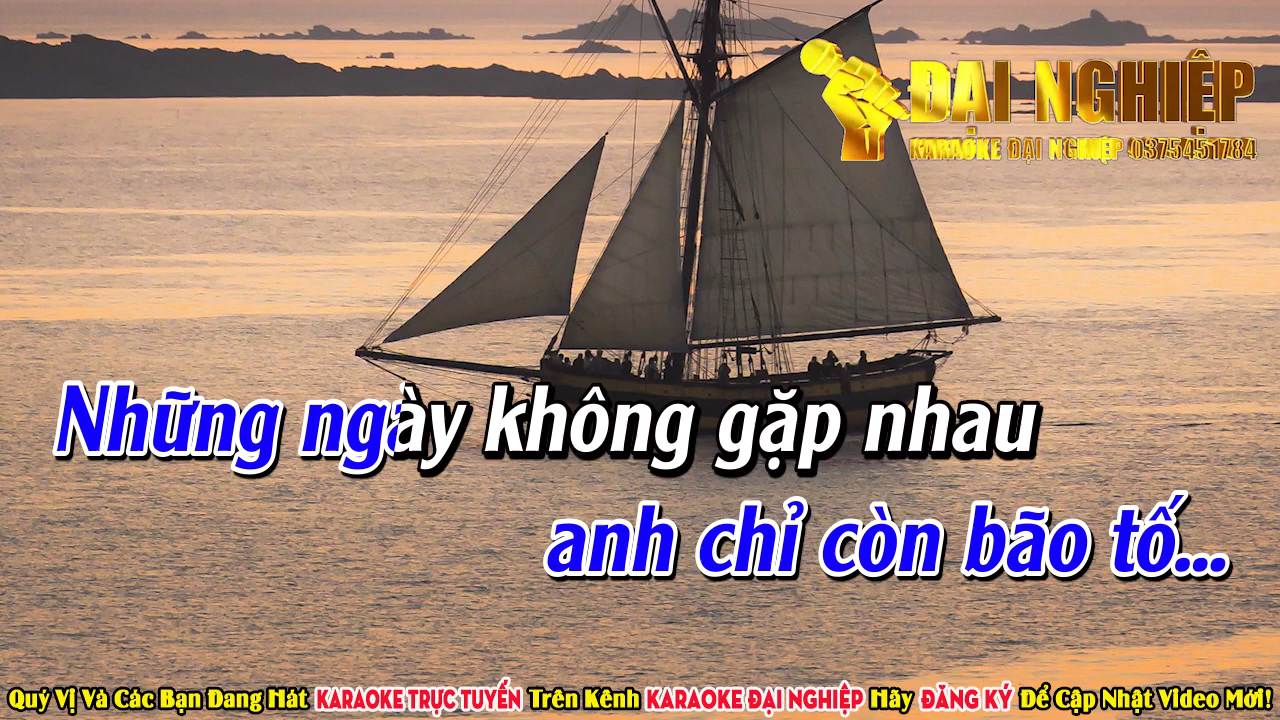 ĐẠI NGHIỆP
KARAOKE ĐẠI NGHIỆP 0375451784
Những ngày không gặp nhau
anh chỉ còn bão tố...
Quý Vị Và Các Bạn Đang Hát KARAOKE TRỰC TUYẾN Trên Kênh KARAOKE ĐẠI NGHIỆP Hãy ĐĂNG KÝ Để Cập Nhật Video Mới!